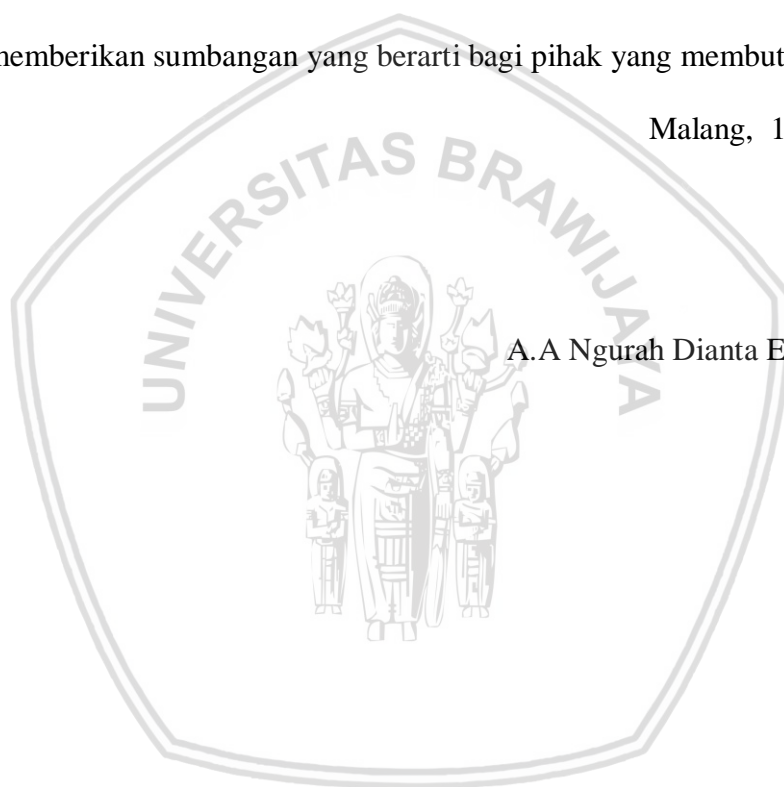 memberikan sumbangan yang berarti bagi pihak yang membut
Malang, 1
UNIVERSITAS BRAWIJAYA
A.A Ngurah Dianta E